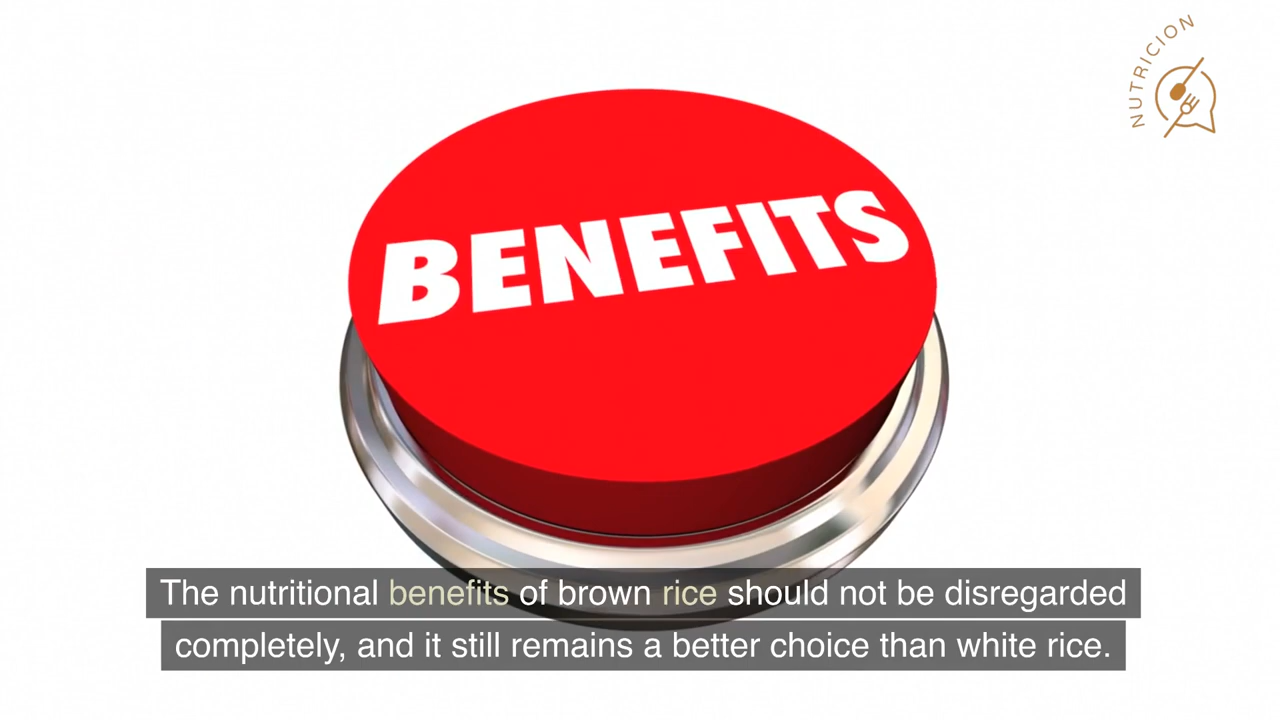 NUTRICION
BENEFITS
The nutritional benefits of brown rice should not be disregarded
completely, and it still remains a better choice than white rice.